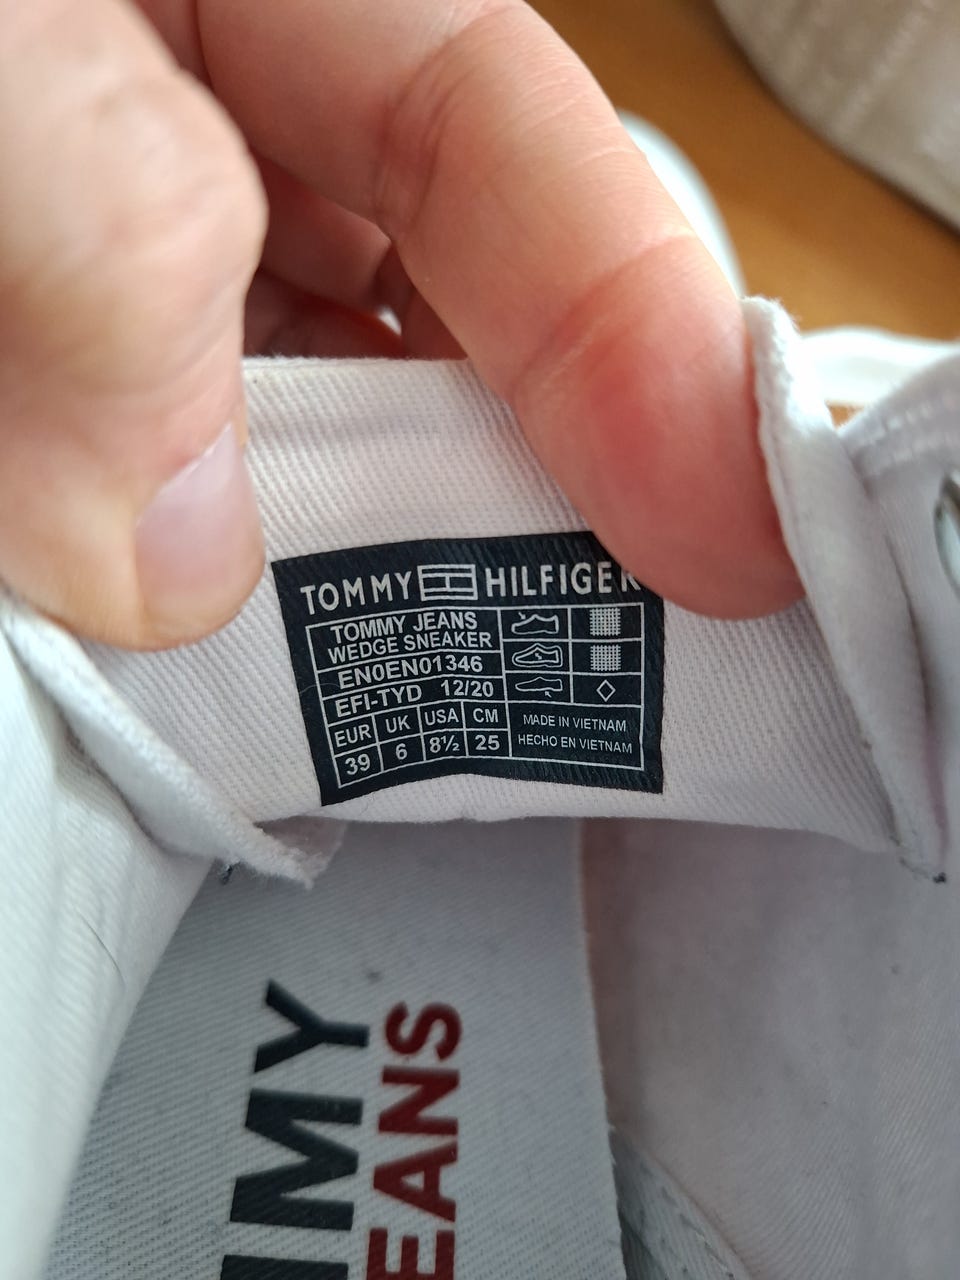 TOMMY HILFIGER
TOMMY JEANS
WEDGE SNEAKER
EN0EN01346
EFI-TYD 12/20
EUR UK USA CM
39 6 8½ 25
MADE IN VIETNAM
HECHO EN VIETNAM
MMY
EANS